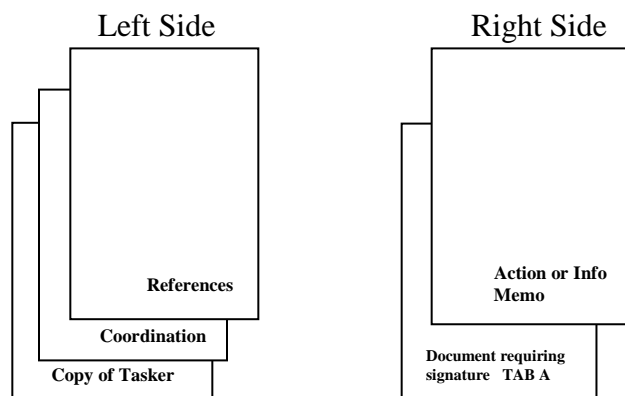 Left Side
References
Coordination
Copy of Tasker
Right Side
Action or Info
Memo
Document requiring
signature TAB A